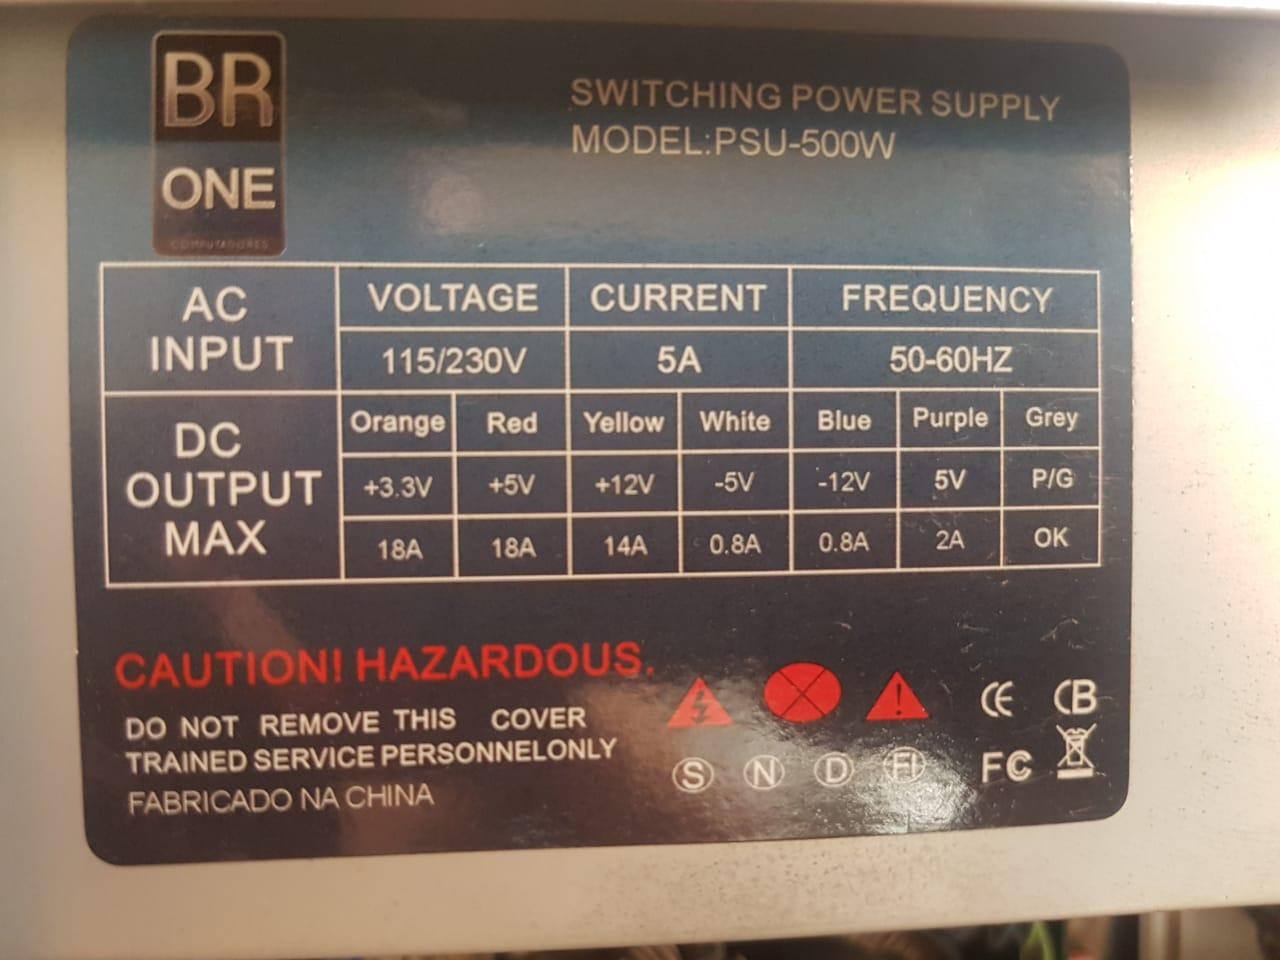 BR
ONE
COMPUTADORES
SWITCHING POWER SUPPLY
MODEL:PSU-500W
AC INPUT VOLTAGE CURRENT FREQUENCY
115/230V 5A 50-60HZ
DC OUTPUT MAX Orange Red Yellow White Blue Purple Grey
+3.3V +5V +12V -5V -12V 5V P/G
18A 18A 14A 0.8A 0.8A 2A OK
CAUTION! HAZARDOUS.
DO NOT REMOVE THIS COVER
TRAINED SERVICE PERSONNELONLY
FABRICADO NA CHINA
CE CB
S N D FI FC